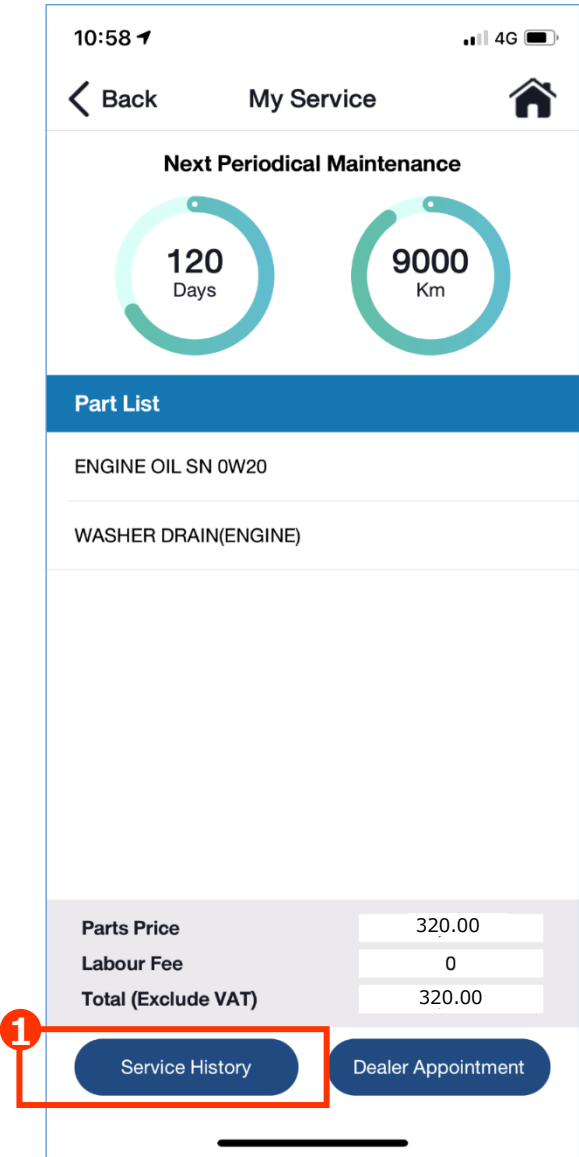 10:58
4G
Back My Service
Next Periodical Maintenance
120
Days
9000
Km
Part List
ENGINE OIL SN 0W20
WASHER DRAIN(ENGINE)
Parts Price 320.00
Labour Fee 0
Total (Exclude VAT) 320.00
1
Service History Dealer Appointment